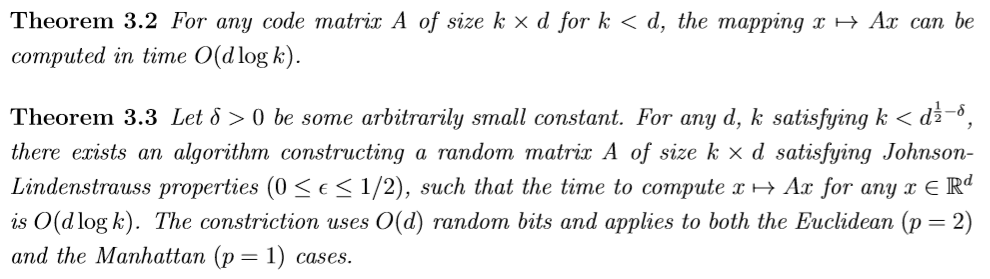 Theorem 3.2 For any code matrix A of size k × d for k < d, the mapping x ↦ Ax can be
computed in time O(d log k).
Theorem 3.3 Let δ > 0 be some arbitrarily small constant. For any d, k satisfying k < d^{1/2−δ},
there exists an algorithm constructing a random matrix A of size k × d satisfying Johnson-
Lindenstrauss properties (0 ≤ ϵ ≤ 1/2), such that the time to compute x ↦ Ax for any x ∈ ℝ^d
is O(d log k). The constriction uses O(d) random bits and applies to both the Euclidean (p = 2)
and the Manhattan (p = 1) cases.